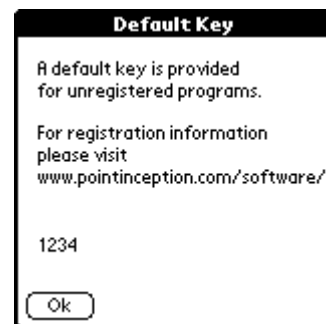 Default Key
A default key is provided
for unregistered programs.
For registration information
please visit
www.pointinception.com/software/
1234
Ok